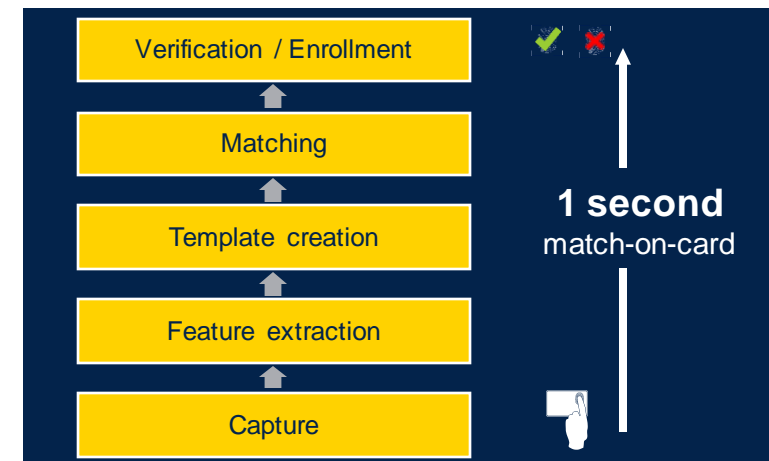 Verification / Enrollment
Matching
Template creation
Feature extraction
Capture
1 second
match-on-card